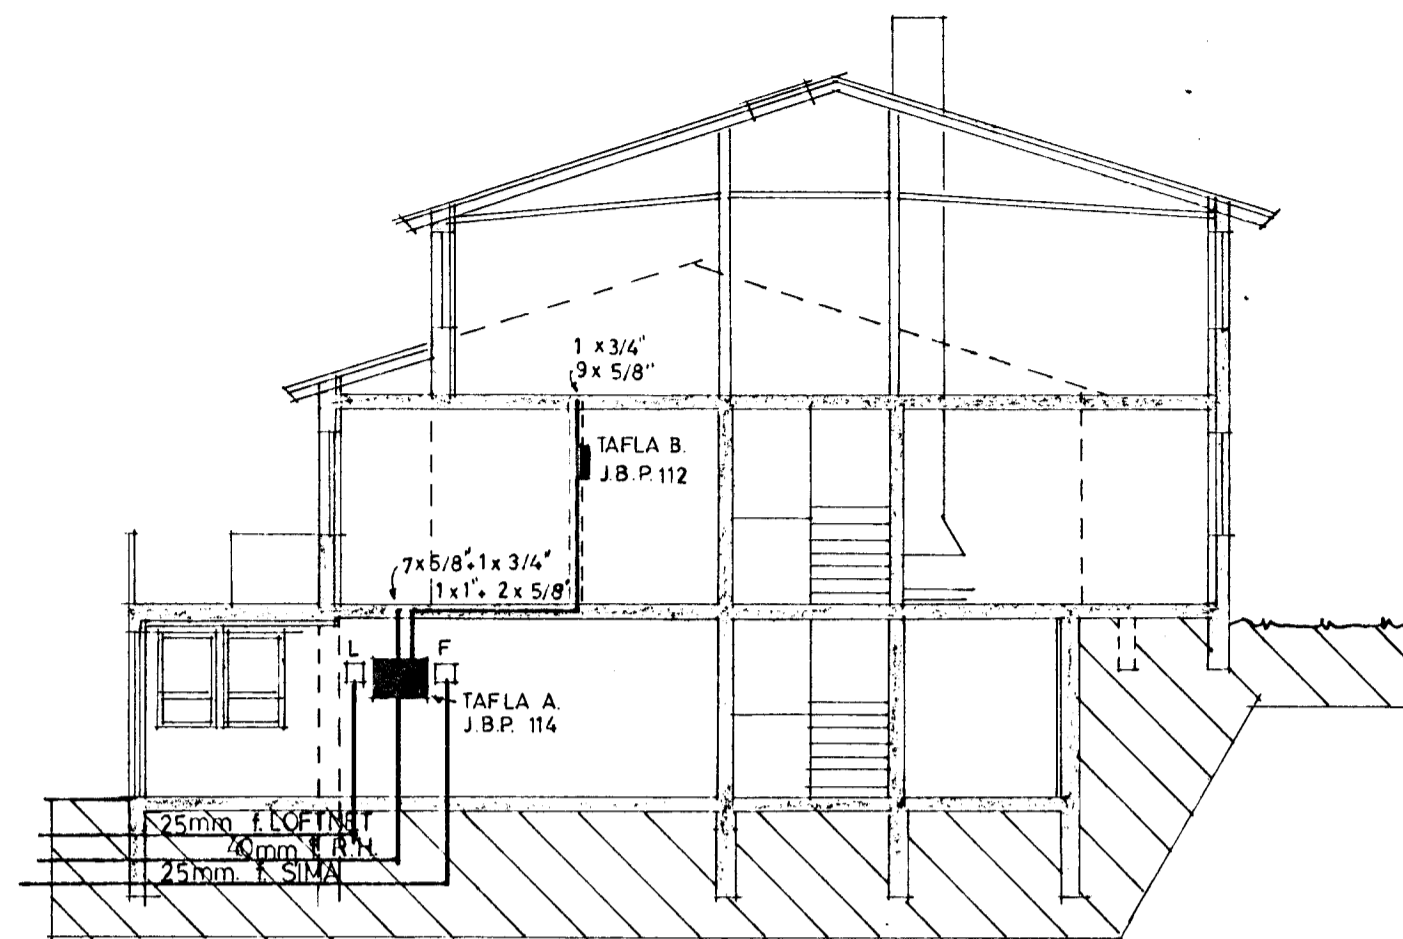 1 x 3/4"
9 x 5/8"
TAFLA B.
J.B.P. 112
7 x 5/8" + 1 x 3/4"
1 x 1" + 2 x 5/8"
L
F
TAFLA A.
J.B.P. 114
25mm f. LOFTNET
40mm f. R.H.
25mm. f. SIMA